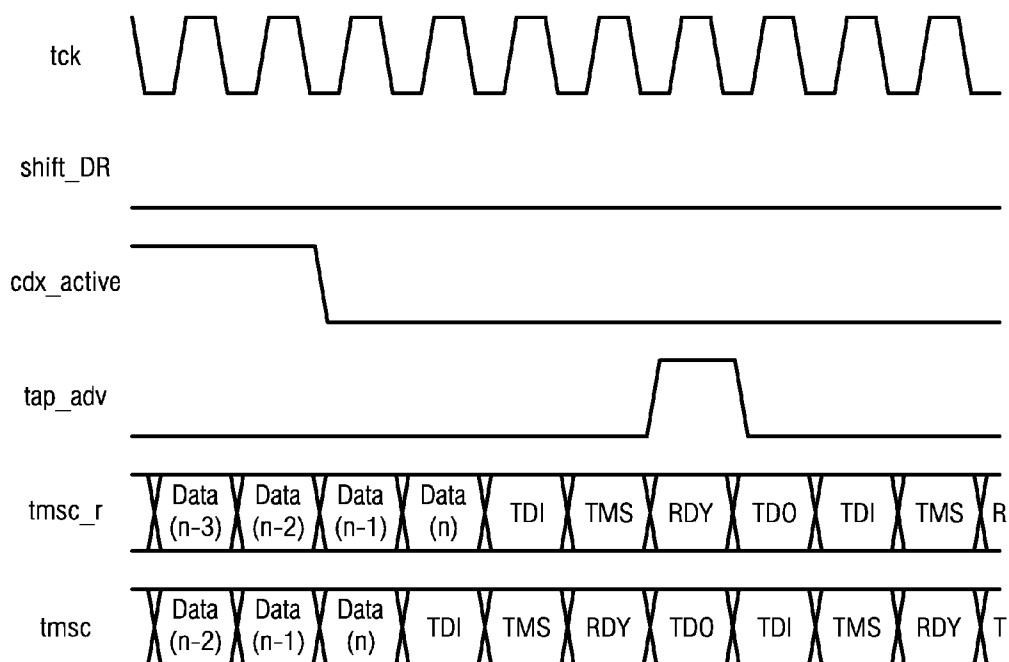 tck
shift_DR
cdx_active
tap_adv
tmsc_r
Data (n-3) Data (n-2) Data (n-1) Data (n) TDI TMS RDY TDO TDI TMS R
tmsc
Data (n-2) Data (n-1) Data (n) TDI TMS RDY TDO TDI TMS RDY T